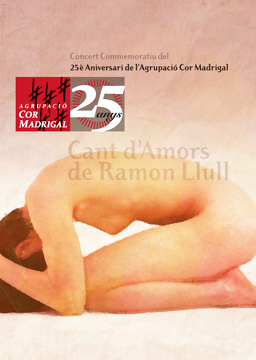 Concert Commemoratiu del
25è Aniversari de l'Agrupació Cor Madrigal
AGRUPACIÓ
COR
MADRIGAL
25
anys
Cant d'Amors
de Ramon Llull